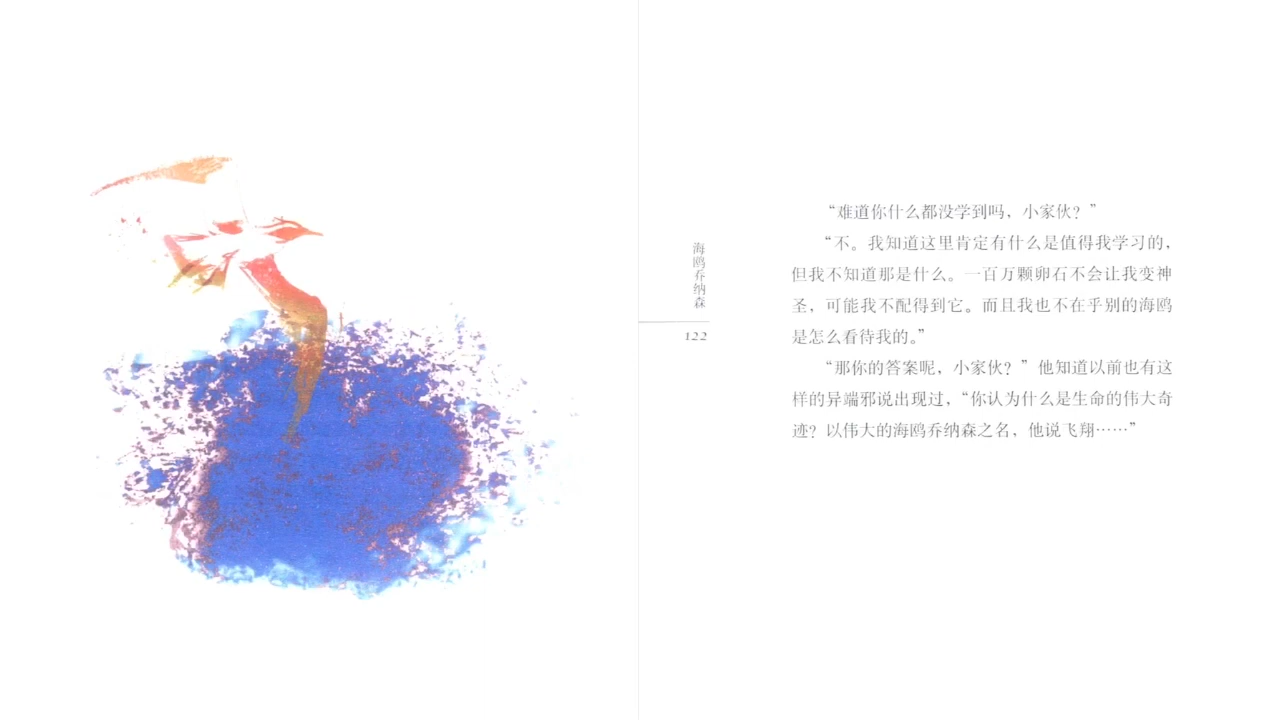 海鸥乔纳森
122
“难道你什么都没学到吗，小家伙？”
“不。我知道这里肯定有什么是值得我学习的，
但我不知道那是什么。一百万颗卵石不会让我变神
圣，可能我不配得到它。而且我也不在乎别的海鸥
是怎么看待我的。”
“那你的答案呢，小家伙？” 他知道以前也有这
样的异端邪说出现过，“你认为什么是生命的伟大奇
迹？以伟大的海鸥乔纳森之名，他说飞翔……”